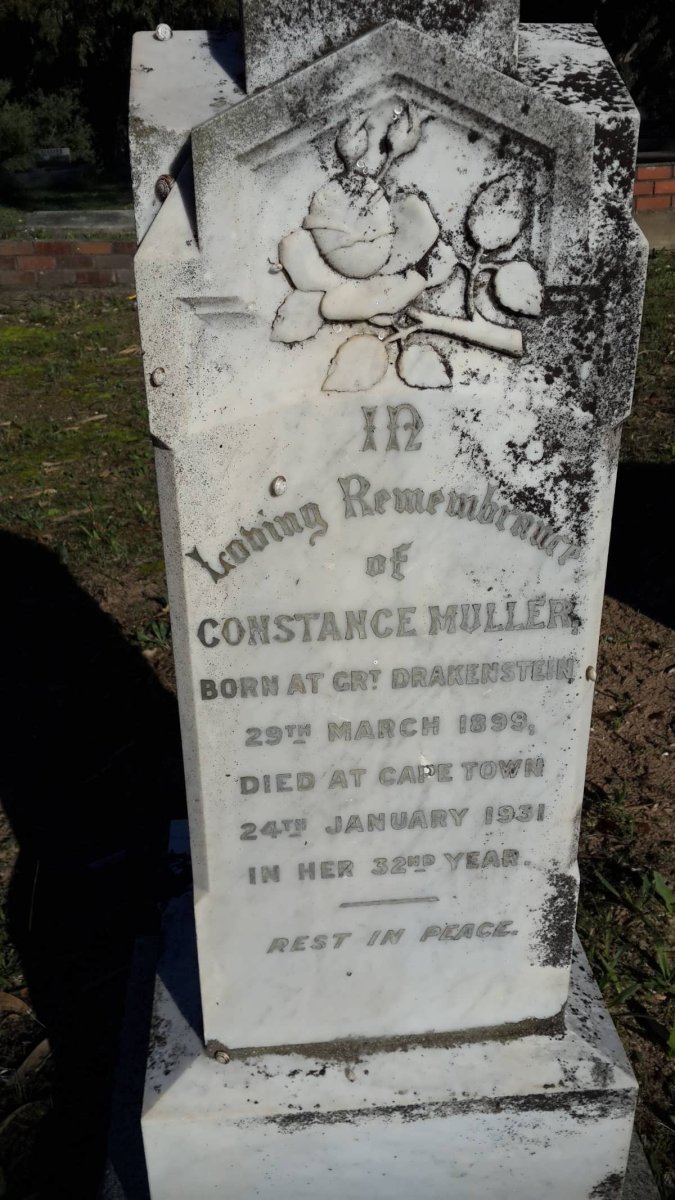 IN
Loving Remembrance
of
CONSTANCE MULLER,
BORN AT GRT DRAKENSTEIN
29TH MARCH 1899,
DIED AT CAPE TOWN
24TH JANUARY 1931
IN HER 32ND YEAR.
REST IN PEACE.